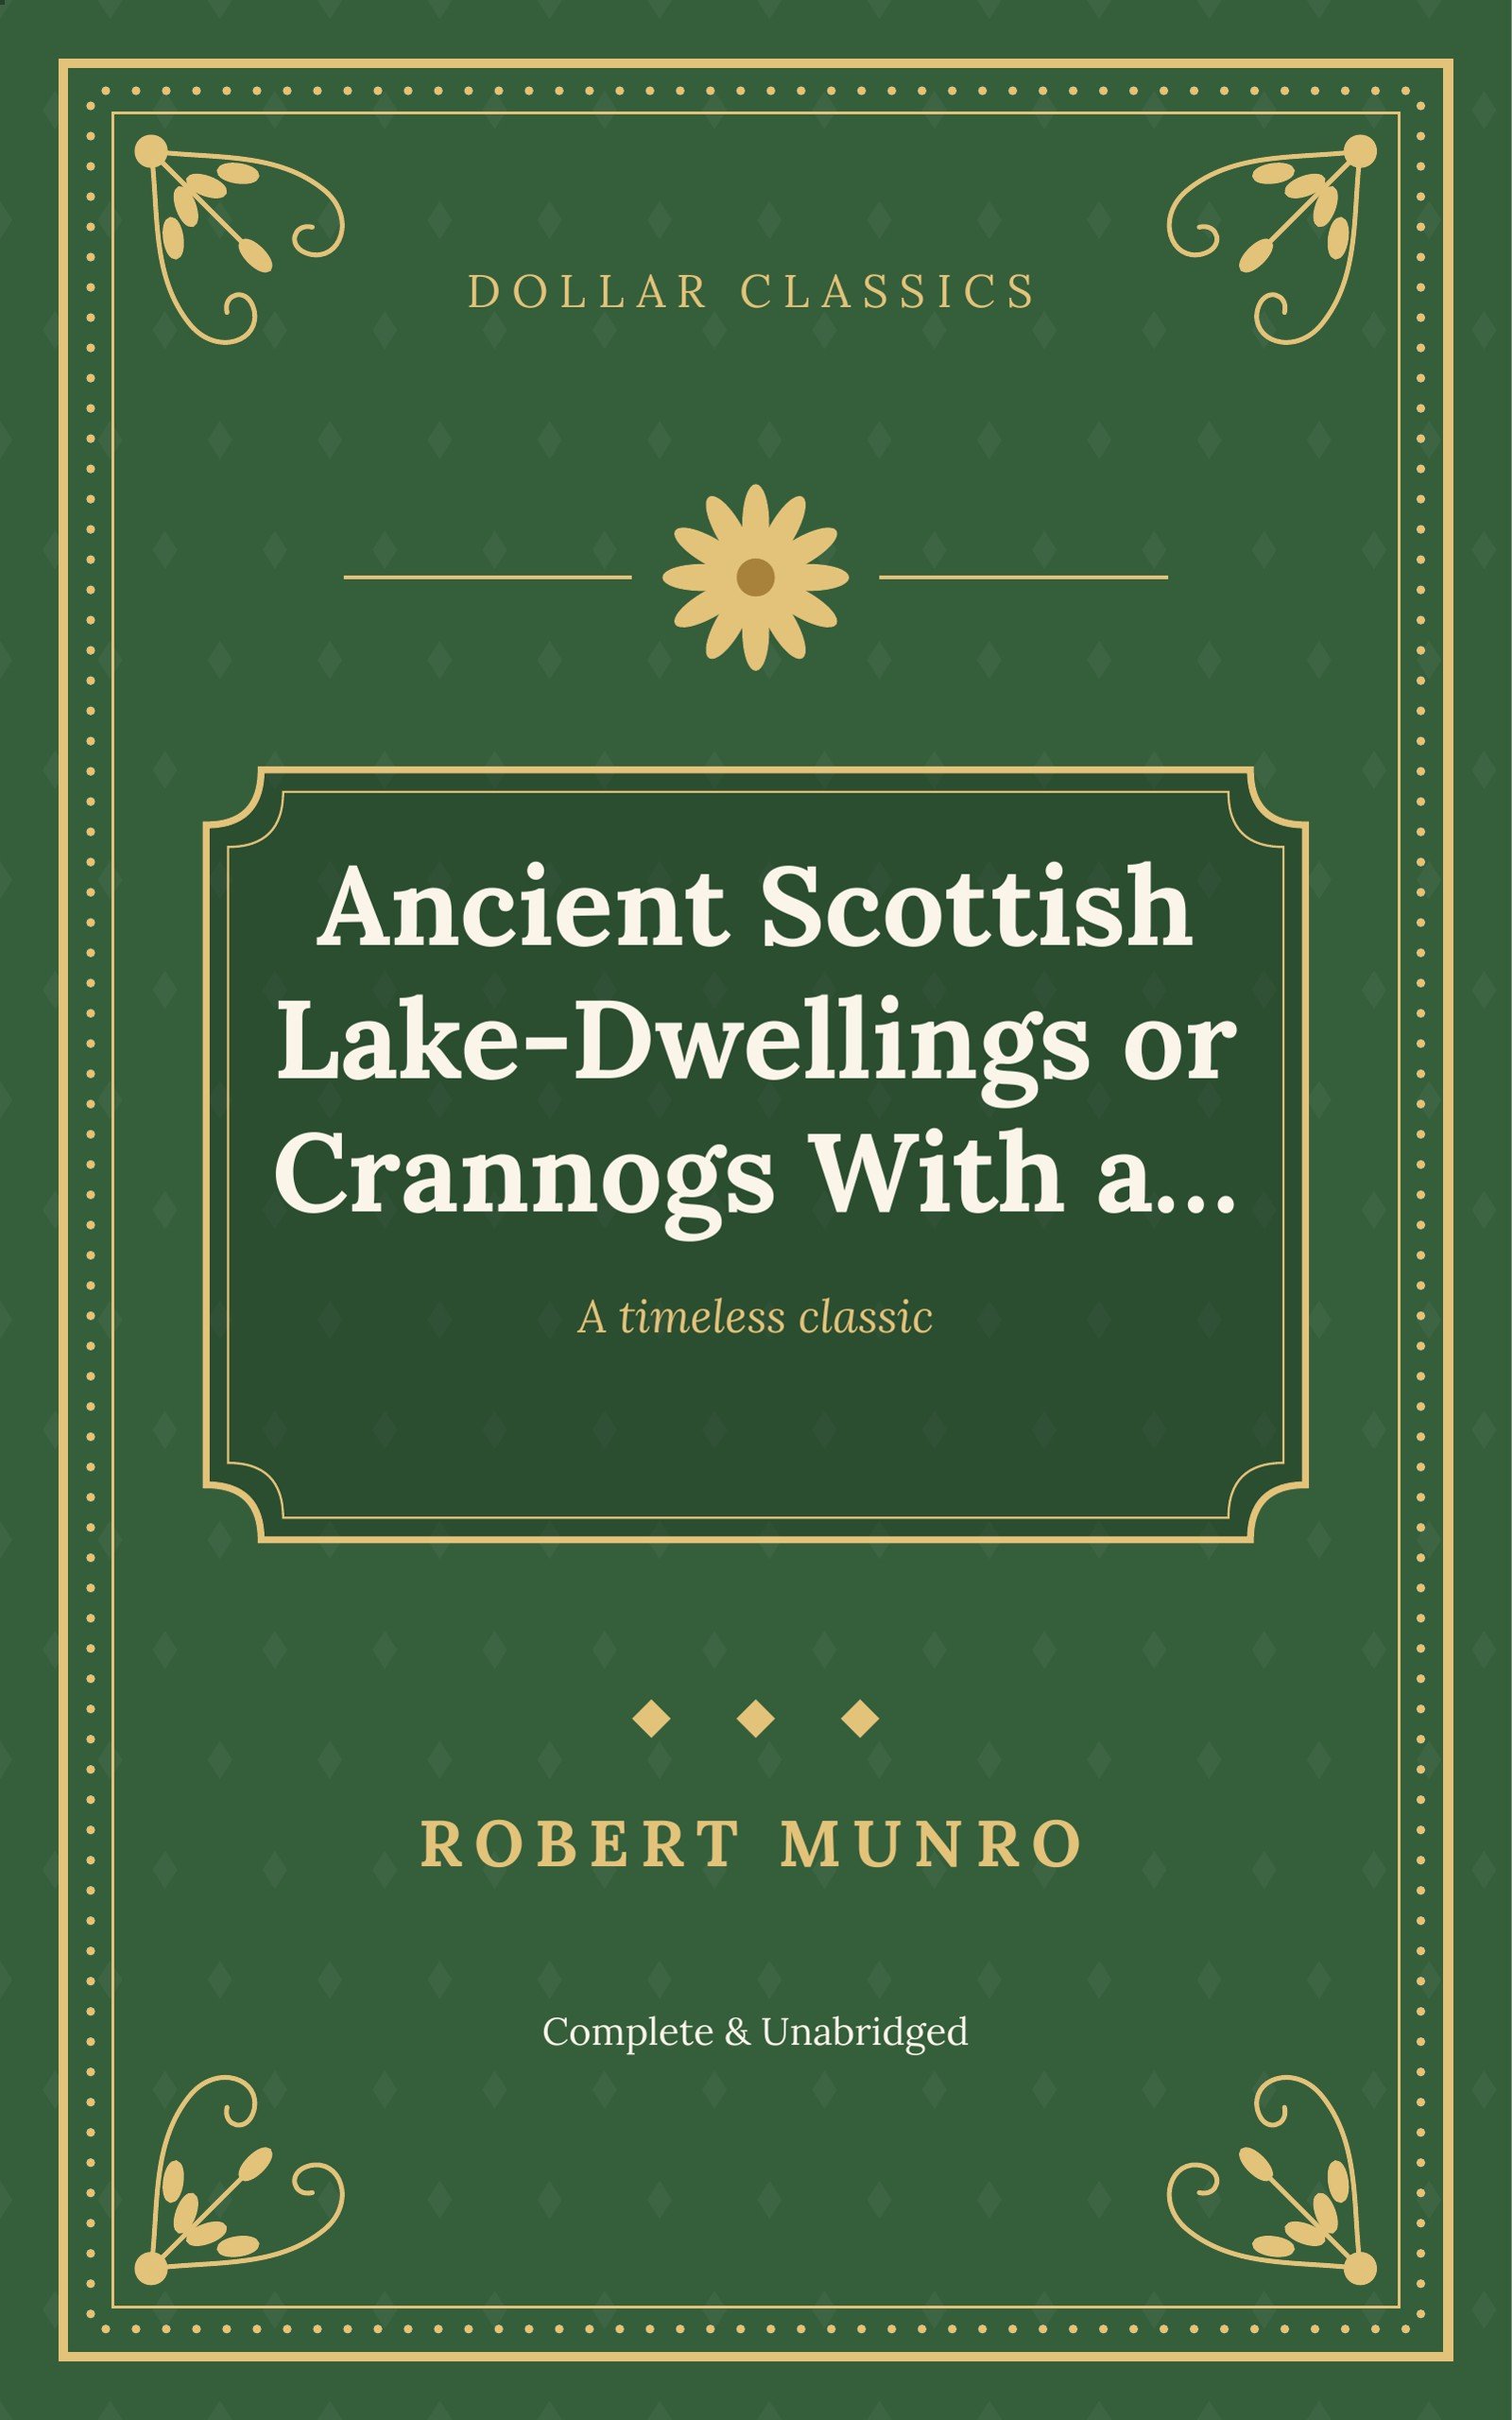 DOLLAR CLASSICS
Ancient Scottish
Lake-Dwellings or
Crannogs With a...
A timeless classic
ROBERT MUNRO
Complete & Unabridged